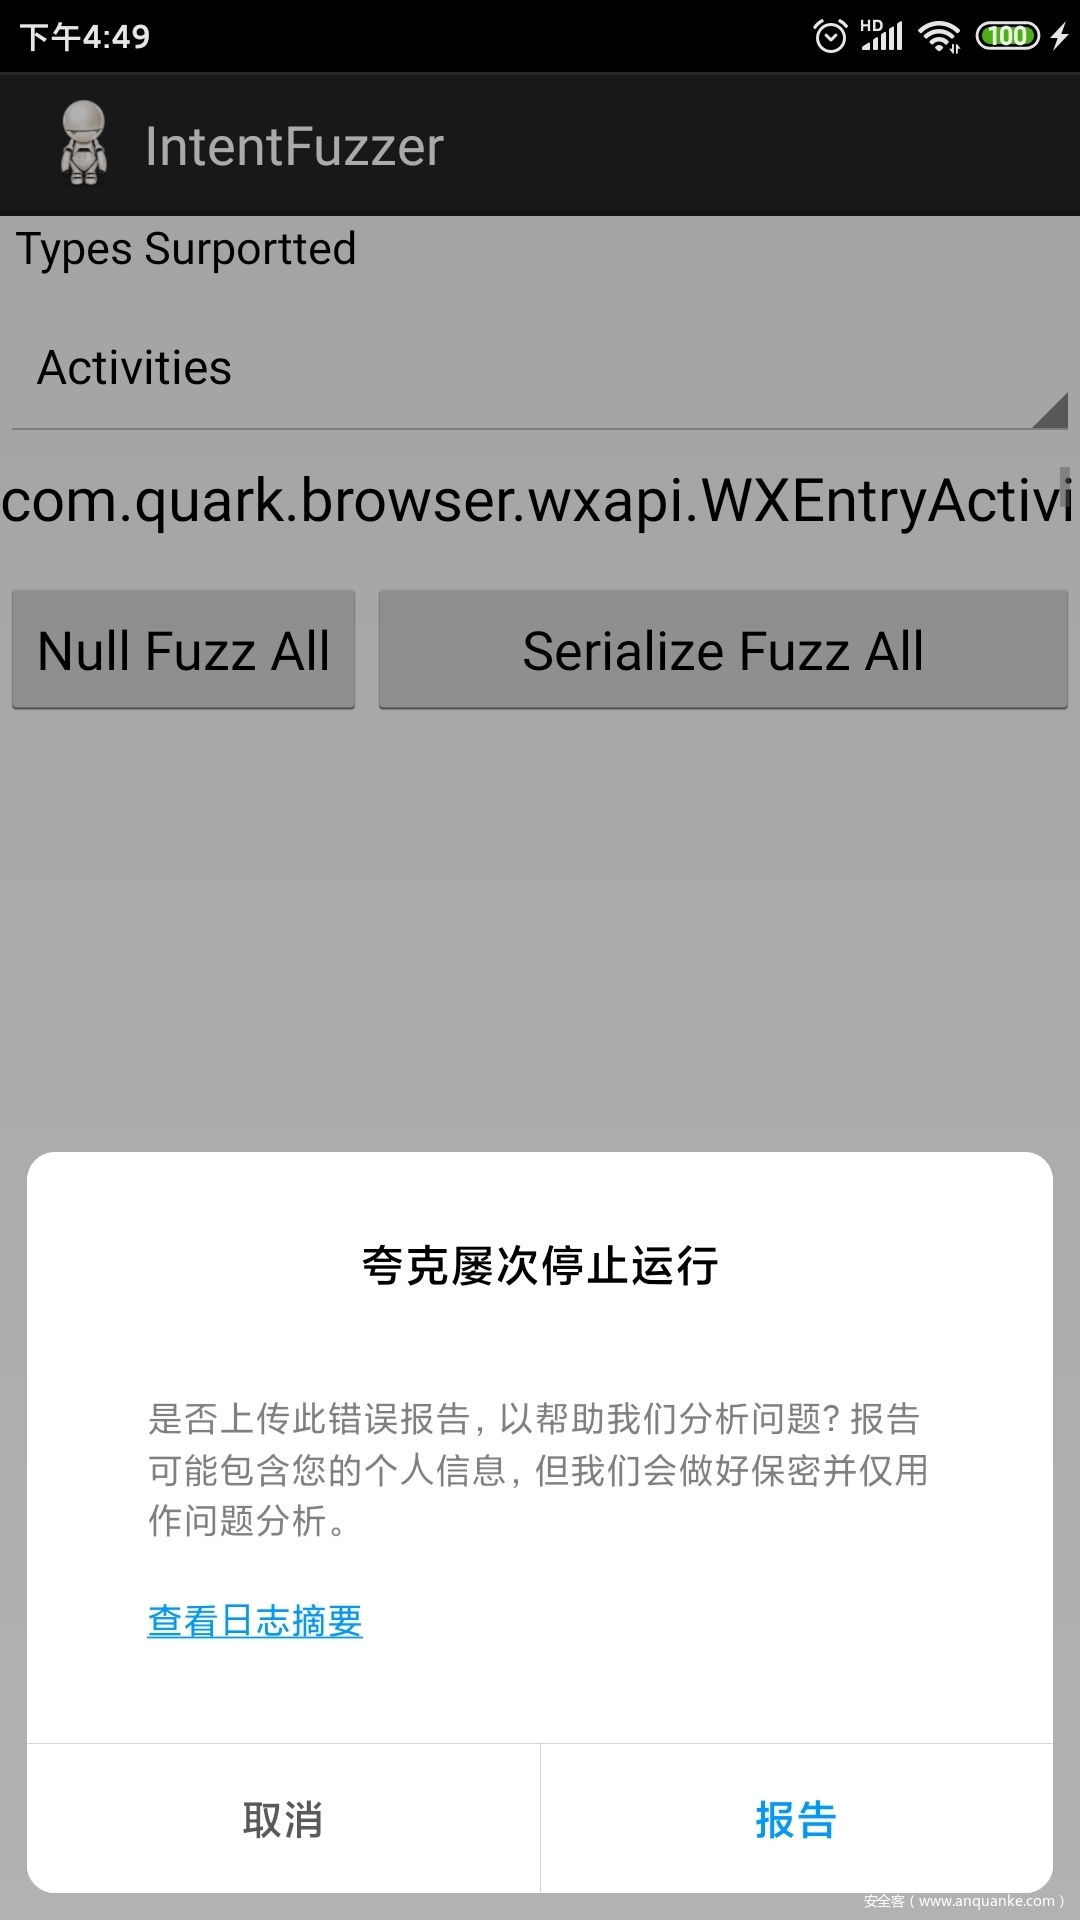 下午4:49
HD
100
IntentFuzzer
Types Surportted
Activities
com.quark.browser.wxapi.WXEntryActivi
Null Fuzz All
Serialize Fuzz All
夸克屡次停止运行
是否上传此错误报告, 以帮助我们分析问题? 报告
可能包含您的个人信息, 但我们会做好保密并仅用
作问题分析。
查看日志摘要
取消
报告
安全客 ( www.anquanke.com )